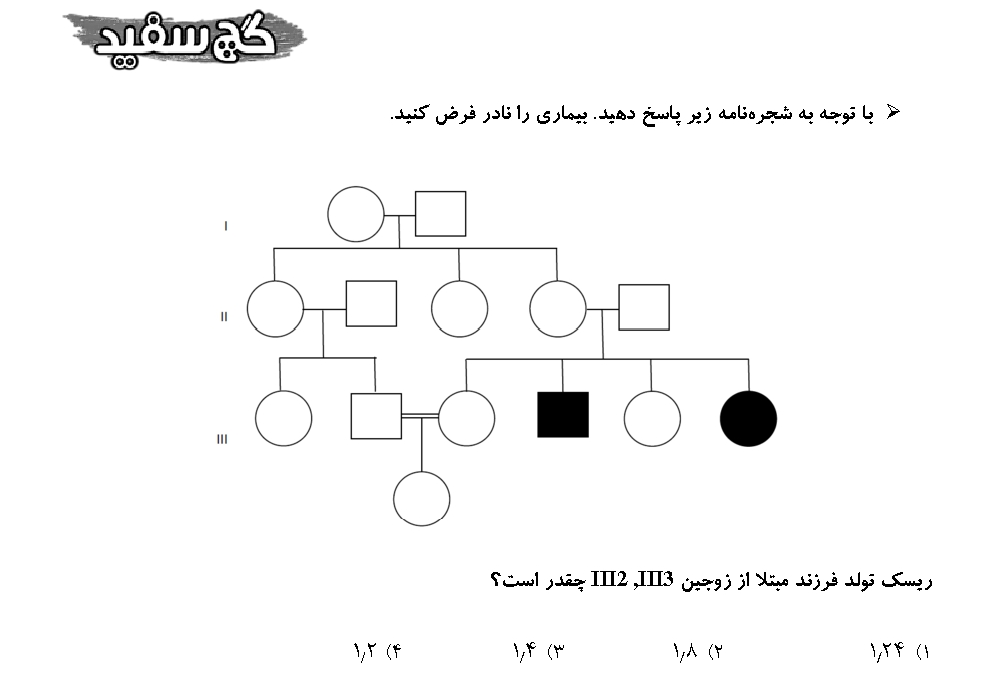 گچ سفید
➢ با توجه به شجره‌نامه زیر پاسخ دهید. بیماری را نادر فرض کنید.
I
II
III
ریسک تولد فرزند مبتلا از زوجین III2 ,III3 چقدر است؟
۱) ۱٫۲۴ ۲) ۱٫۸ ۳) ۱٫۴ ۴) ۱٫۲